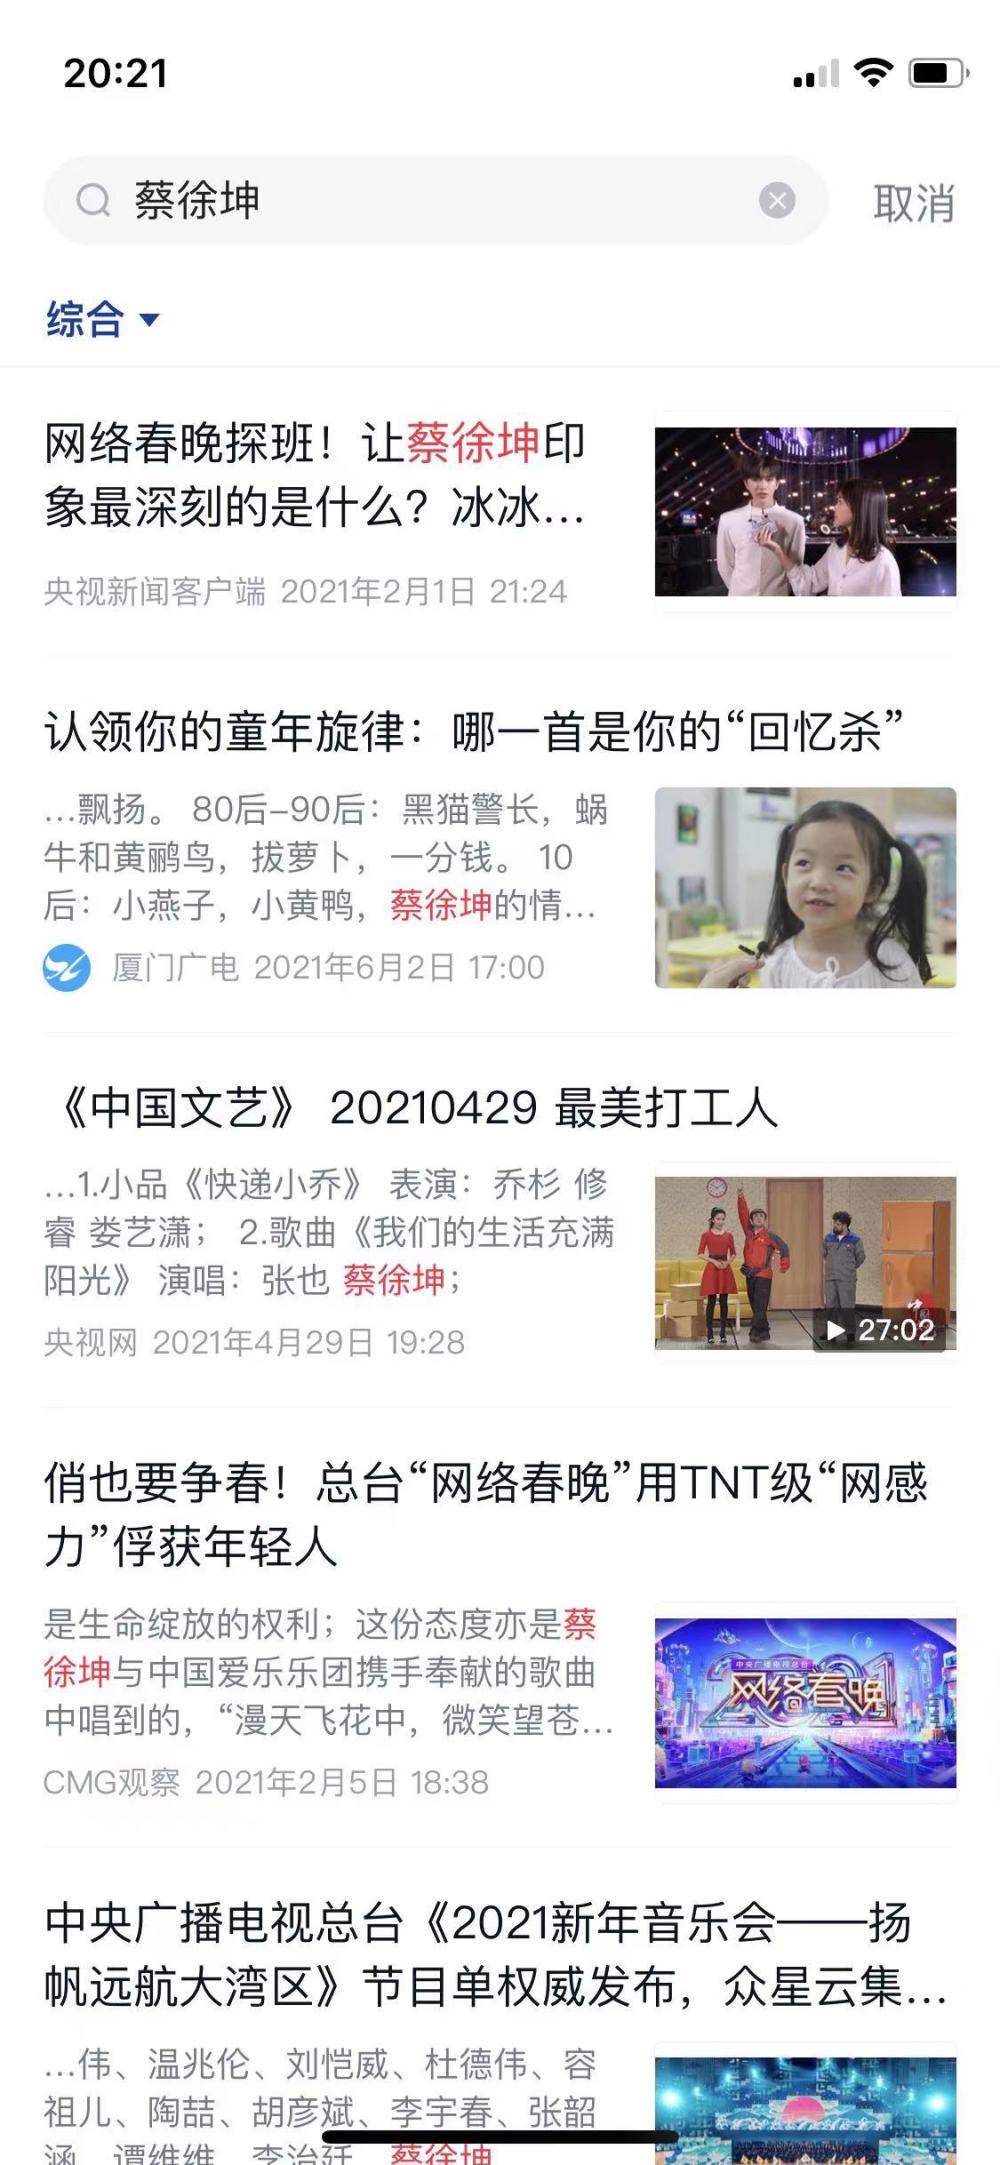 20:21
蔡徐坤
取消
综合
网络春晚探班！让蔡徐坤印
象最深刻的是什么？冰冰...
央视新闻客户端 2021年2月1日 21:24
认领你的童年旋律：哪一首是你的“回忆杀”
...飘扬。 80后-90后：黑猫警长，蜗
牛和黄鹂鸟，拔萝卜，一分钱。 10
后：小燕子，小黄鸭，蔡徐坤的情...
厦门广电 2021年6月2日 17:00
《中国文艺》 20210429 最美打工人
...1.小品《快递小乔》 表演：乔杉 修
睿 娄艺潇； 2.歌曲《我们的生活充满
阳光》 演唱：张也 蔡徐坤；
27:02
央视网 2021年4月29日 19:28
俏也要争春！总台“网络春晚”用TNT级“网感
力”俘获年轻人
是生命绽放的权利；这份态度亦是蔡
徐坤与中国爱乐乐团携手奉献的歌曲
中唱到的，“漫天飞花中，微笑望苍...
中央广播电视总台
2021
网络春晚
CMG观察 2021年2月5日 18:38
中央广播电视总台《2021新年音乐会——扬
帆远航大湾区》节目单权威发布，众星云集...
...伟、温兆伦、刘恺威、杜德伟、容
祖儿、陶喆、胡彦斌、李宇春、张韶
涵、谭维维、李治廷、蔡徐坤